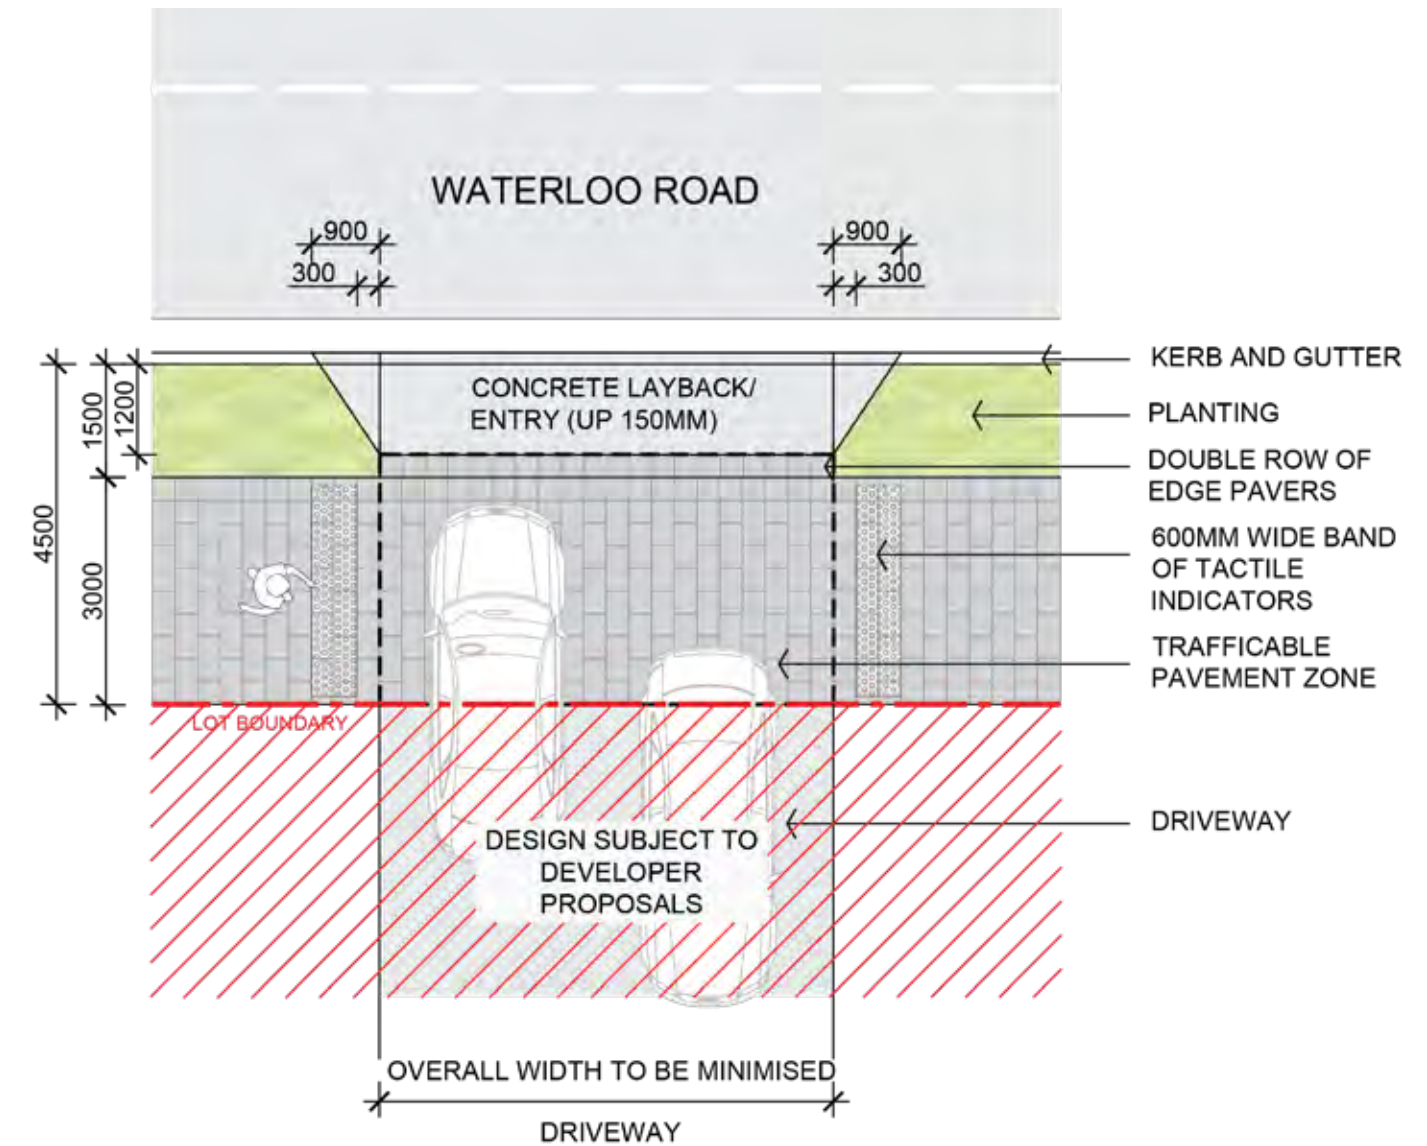 WATERLOO ROAD
900
900
300
300
KERB AND GUTTER
CONCRETE LAYBACK/
ENTRY (UP 150MM)
PLANTING
1200
1500
4500
3000
DOUBLE ROW OF
EDGE PAVERS
600MM WIDE BAND
OF TACTILE
INDICATORS
TRAFFICABLE
PAVEMENT ZONE
LOT BOUNDARY
DRIVEWAY
DESIGN SUBJECT TO
DEVELOPER
PROPOSALS
OVERALL WIDTH TO BE MINIMISED
DRIVEWAY